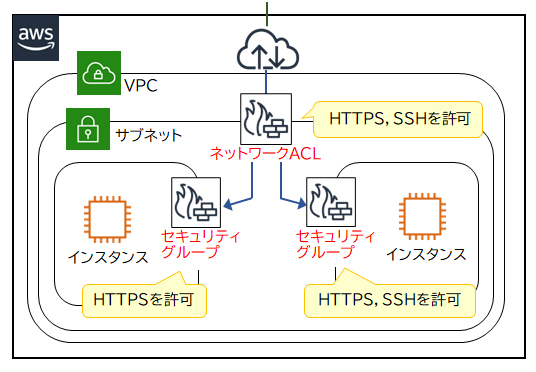 aws
VPC
HTTPS, SSHを許可
サブネット
ネットワークACL
セキュリティ
グループ
セキュリティ
グループ
インスタンス
インスタンス
HTTPSを許可
HTTPS, SSHを許可